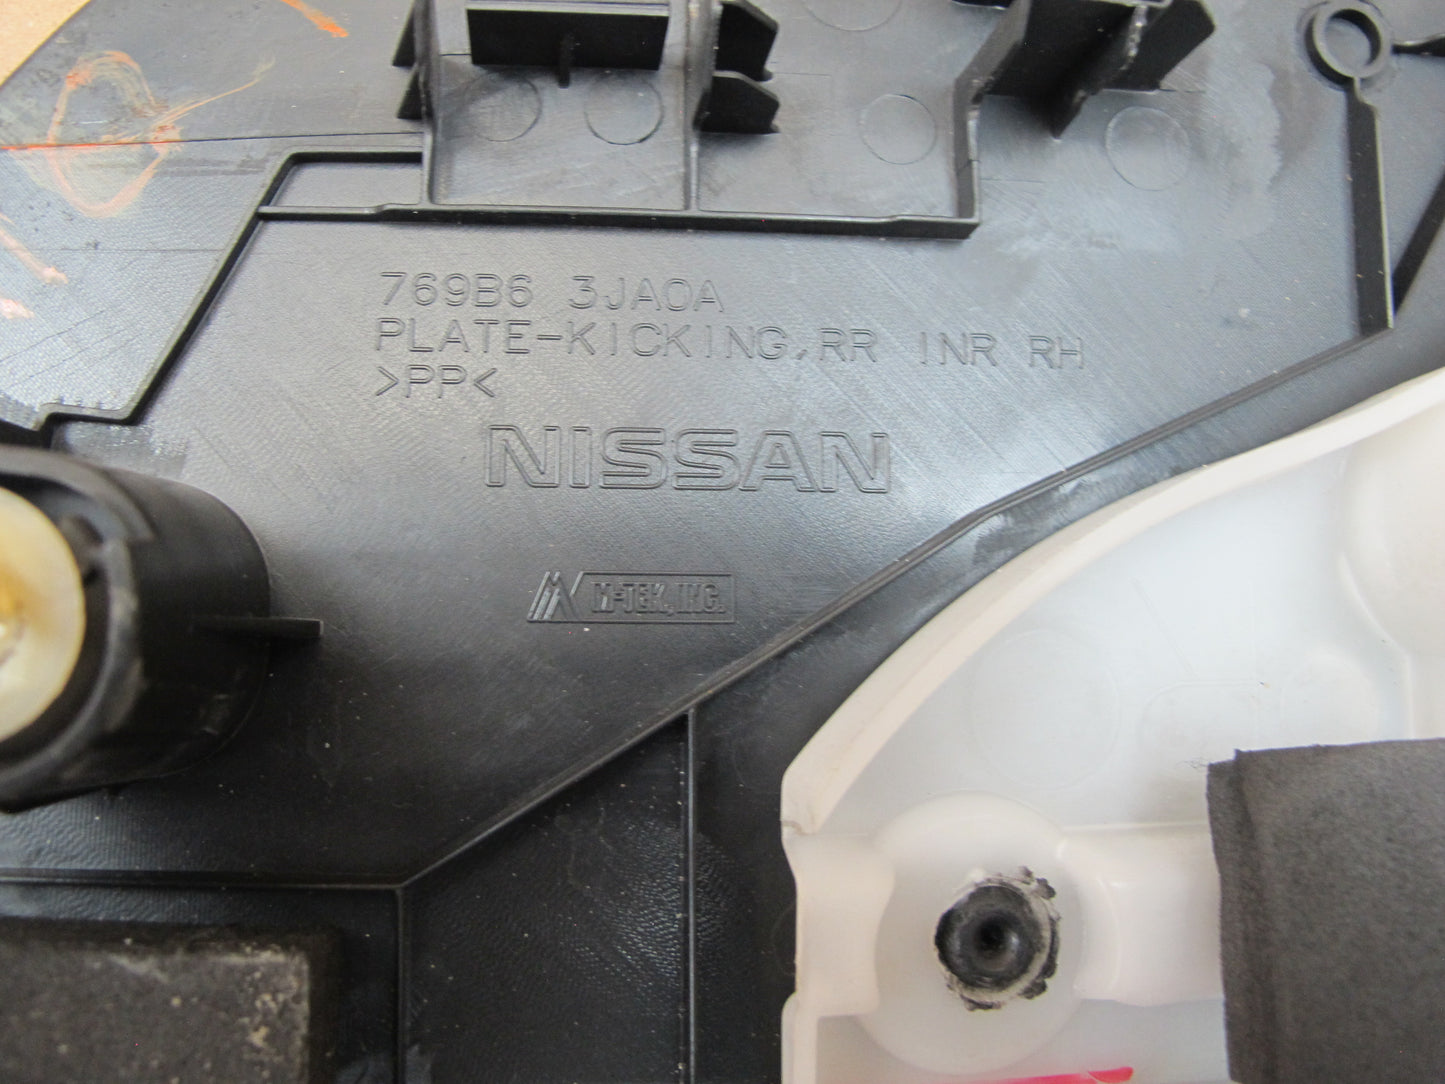 769B6 3JA0A
PLATE-KICKING,RR INR RH
>PP<
NISSAN
M-TEK, INC.